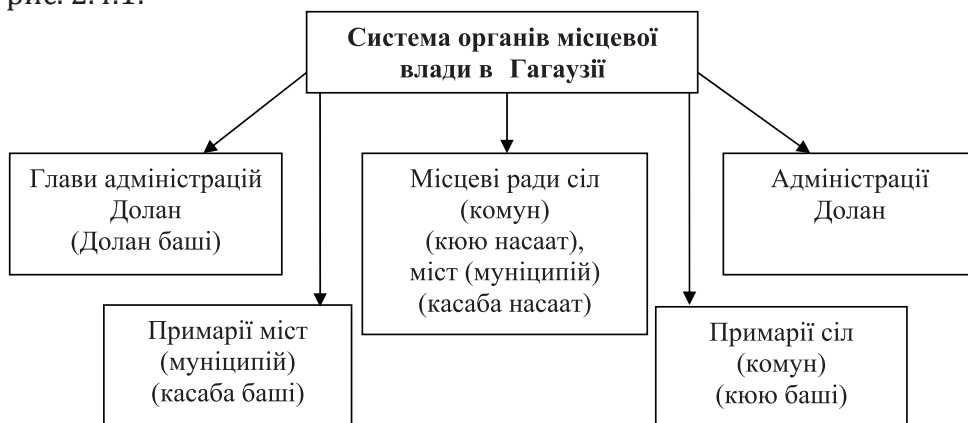 рис. 2.4.1.
Система органів місцевої
влади в Гагаузії
Глави адміністрацій
Долан
(Долан баші)
Місцеві ради сіл
(комун)
(кюю насаат),
міст (муніципій)
(касаба насаат)
Адміністрації
Долан
Примарії міст
(муніципій)
(касаба баші)
Примарії сіл
(комун)
(кюю баші)